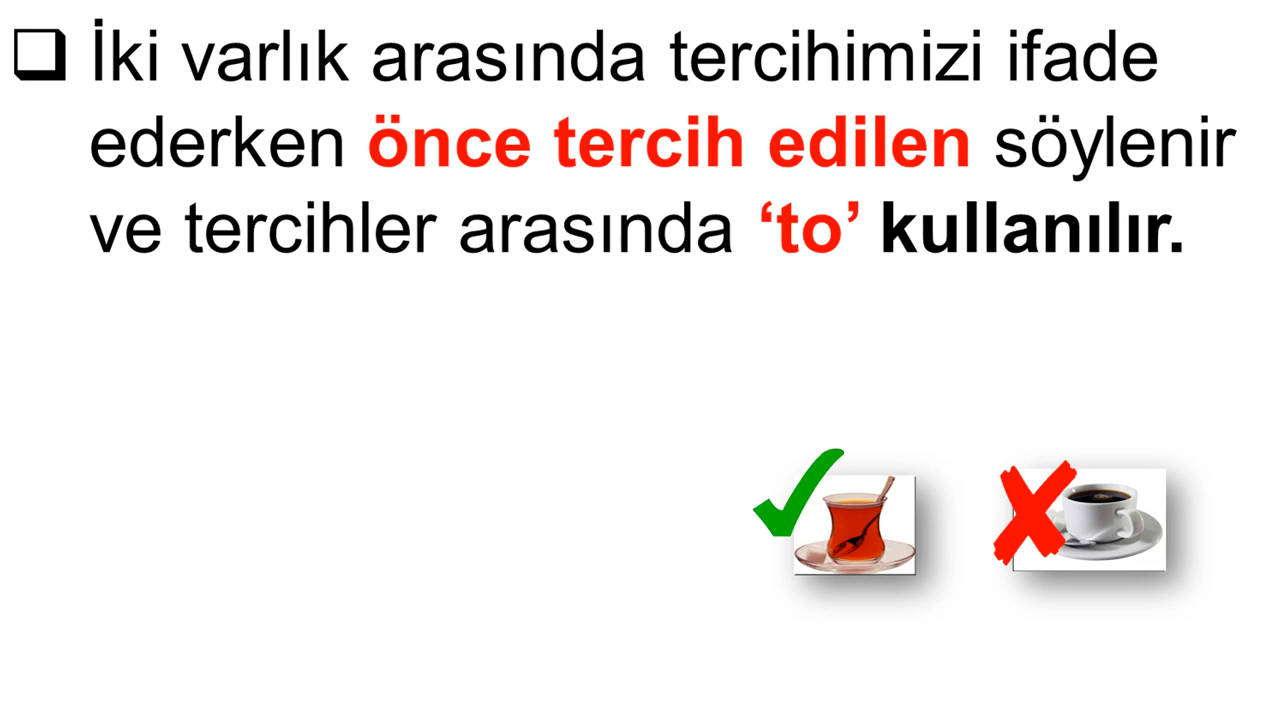 İki varlık arasında tercihimizi ifade
ederken önce tercih edilen söylenir
ve tercihler arasında ‘to’ kullanılır.